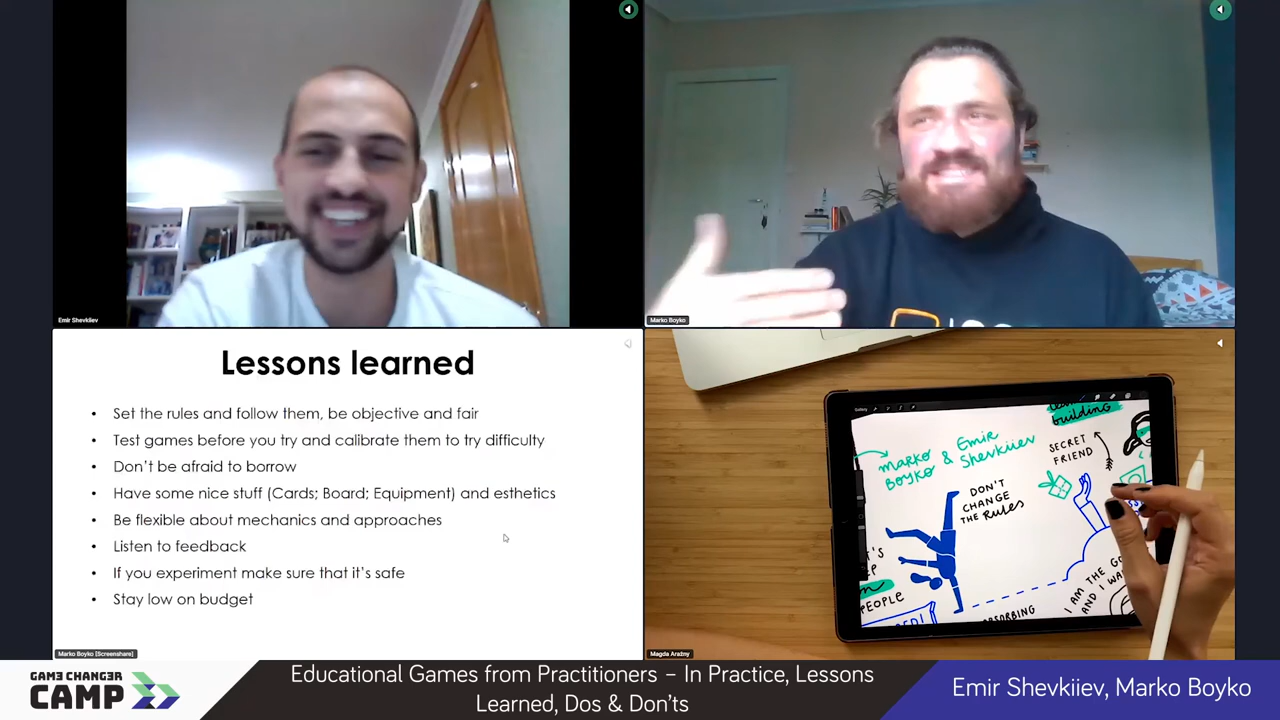 Emir Shevkiiev
Marko Boyko
Lessons learned
• Set the rules and follow them, be objective and fair
• Test games before you try and calibrate them to try difficulty
• Don't be afraid to borrow
• Have some nice stuff (Cards; Board; Equipment) and esthetics
• Be flexible about mechanics and approaches
• Listen to feedback
• If you experiment make sure that it's safe
• Stay low on budget
Marko Boyko [Screenshare]
Gallery
building
MARKO
BOYKO & Emir
Shevkiiev
SECRET
FRIEND
DON'T
CHANGE
THE RULES
PEOPLE
I AM THE
AND I
Magda Arażny
GAME CHANGER
CAMP
Educational Games from Practitioners – In Practice, Lessons
Learned, Dos & Don'ts
Emir Shevkiiev, Marko Boyko